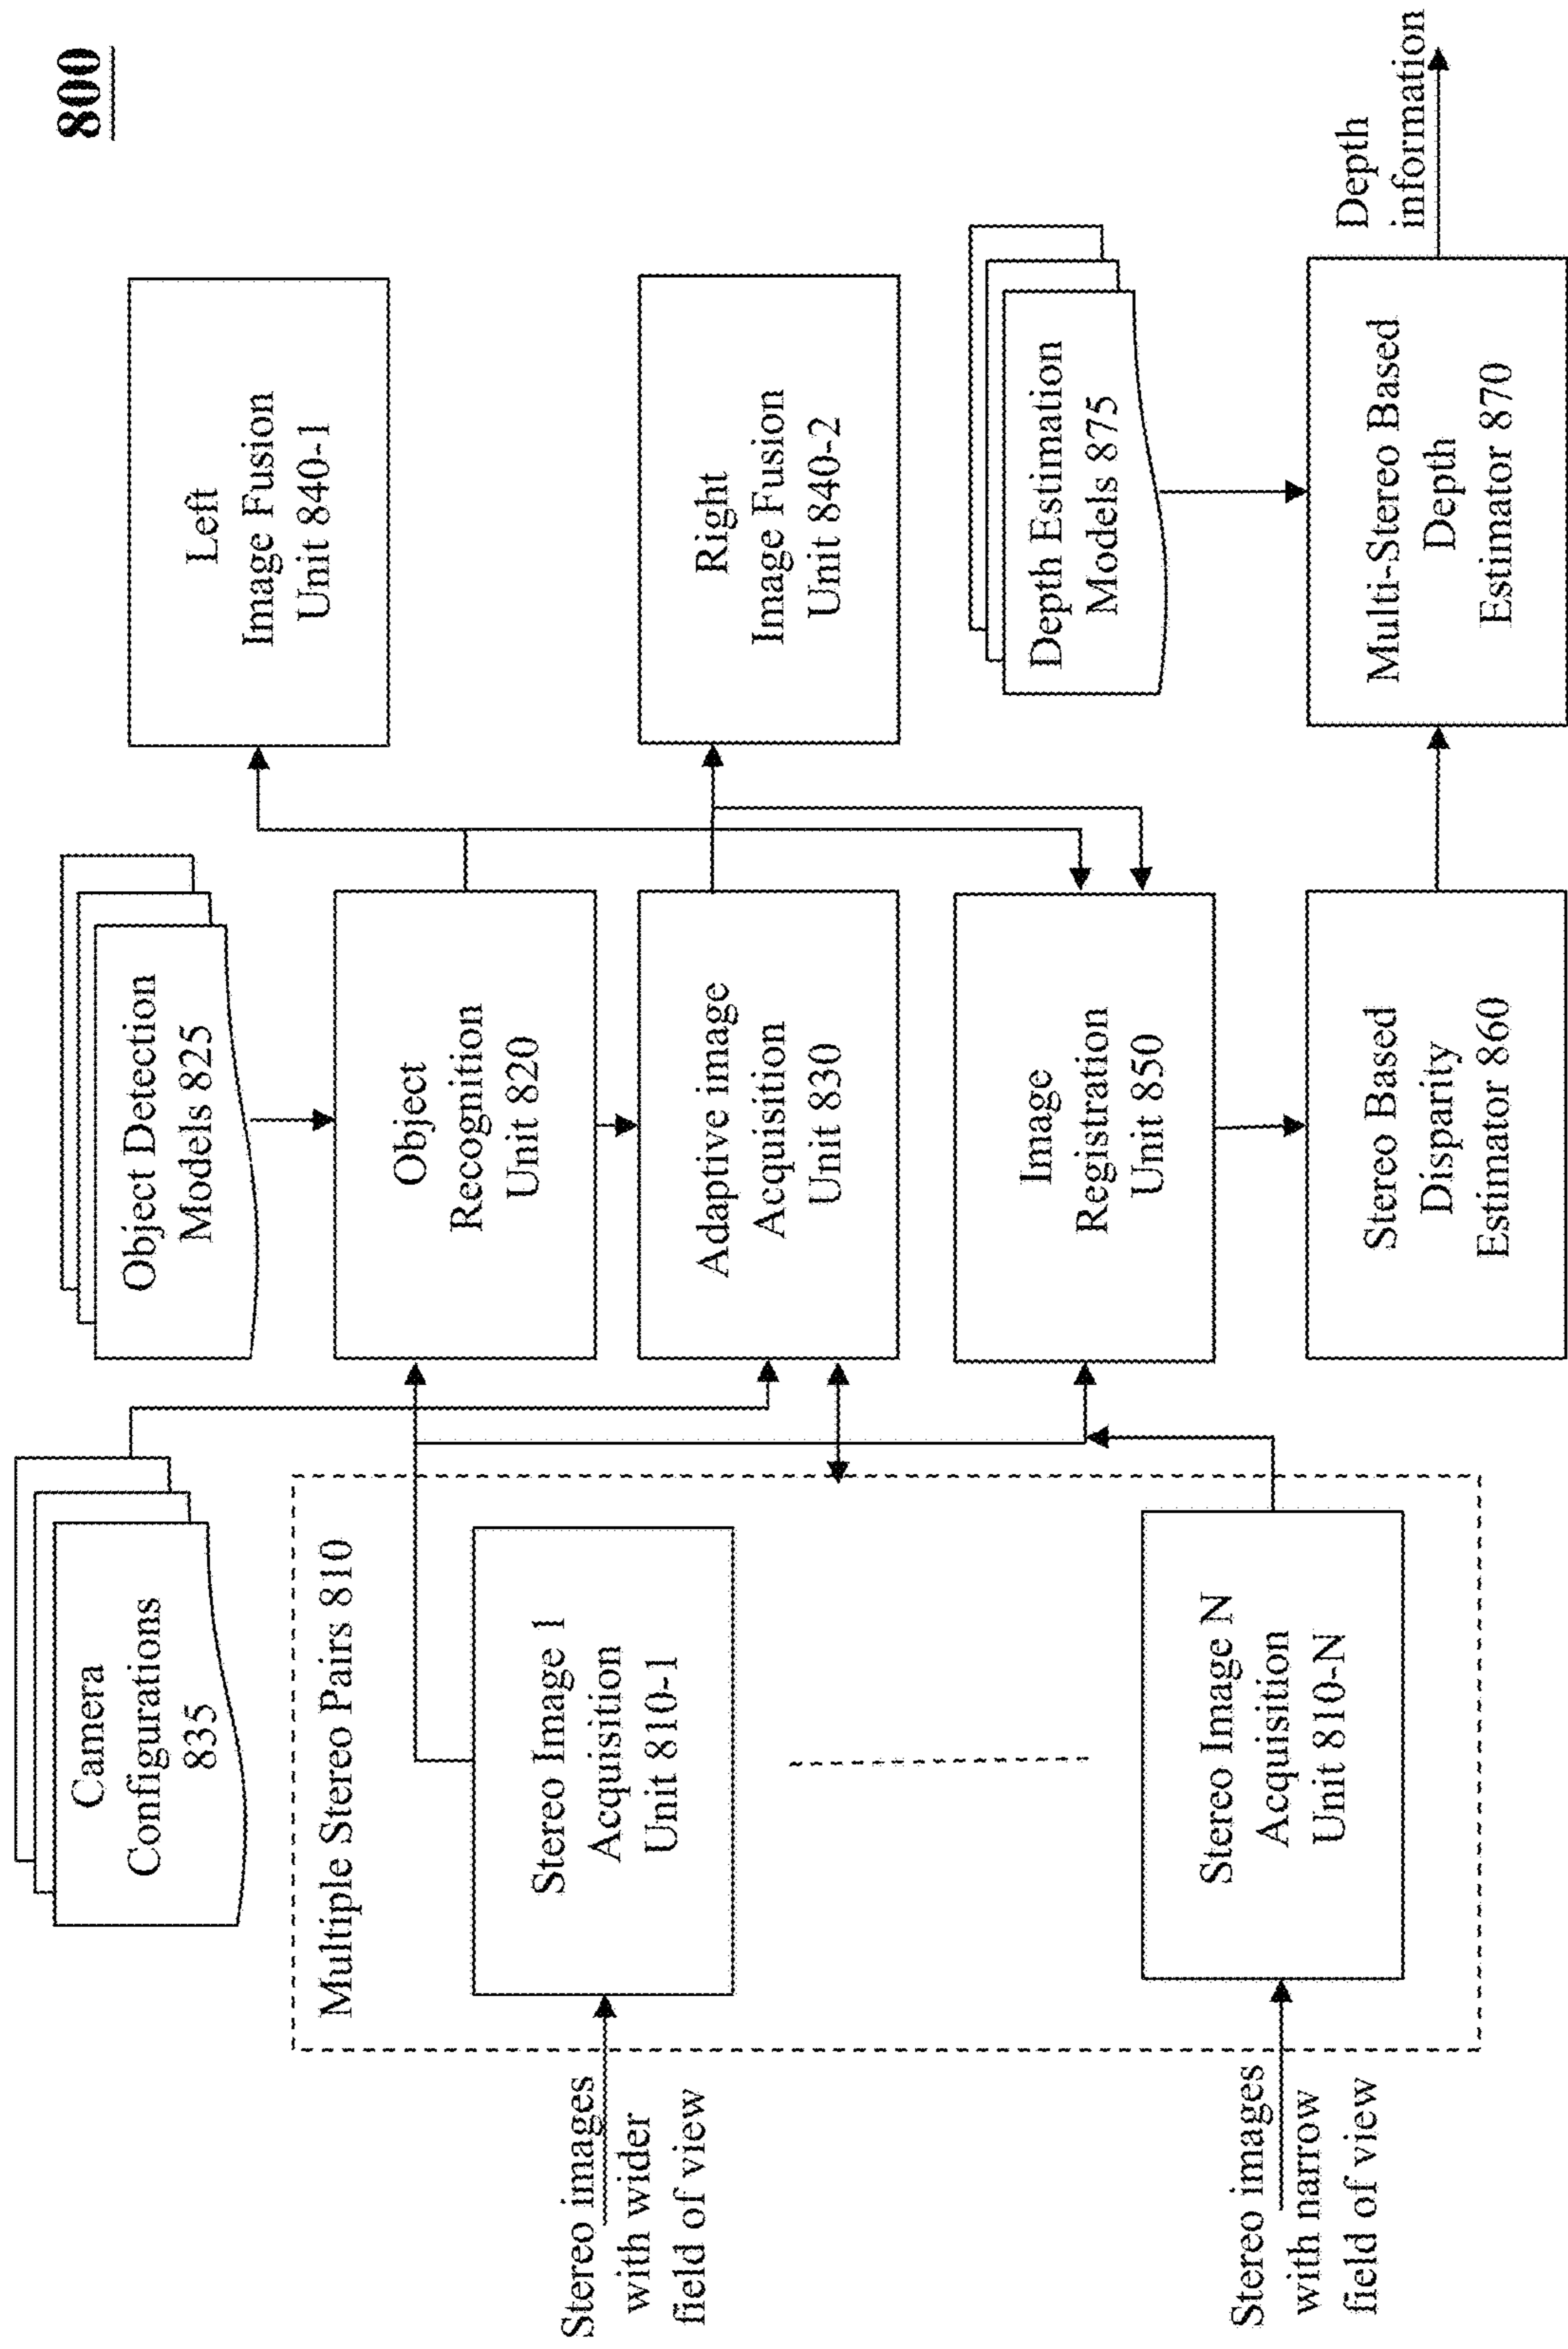 800
Camera
Configurations
835
Object Detection
Models 825
Left
Image Fusion
Unit 840-1
Multiple Stereo Pairs 810
Object
Recognition
Unit 820
Stereo images
with wider
field of view
Stereo Image 1
Acquisition
Unit 810-1
Adaptive image
Acquisition
Unit 830
Right
Image Fusion
Unit 840-2
Image
Registration
Unit 850
Depth Estimation
Models 875
Stereo images
with narrow
field of view
Stereo Image N
Acquisition
Unit 810-N
Stereo Based
Disparity
Estimator 860
Multi-Stereo Based
Depth
Estimator 870
Depth
information